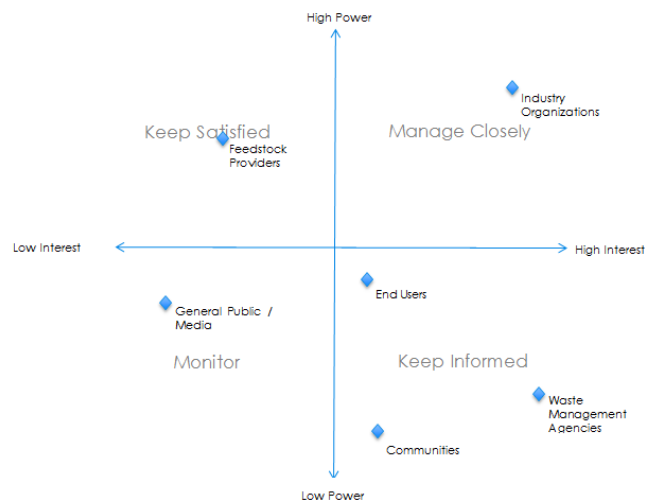 High Power
Industry
Organizations
Keep Satisfied
Manage Closely
Feedstock
Providers
Low Interest
High Interest
End Users
General Public /
Media
Monitor
Keep Informed
Waste
Management
Agencies
Communities
Low Power